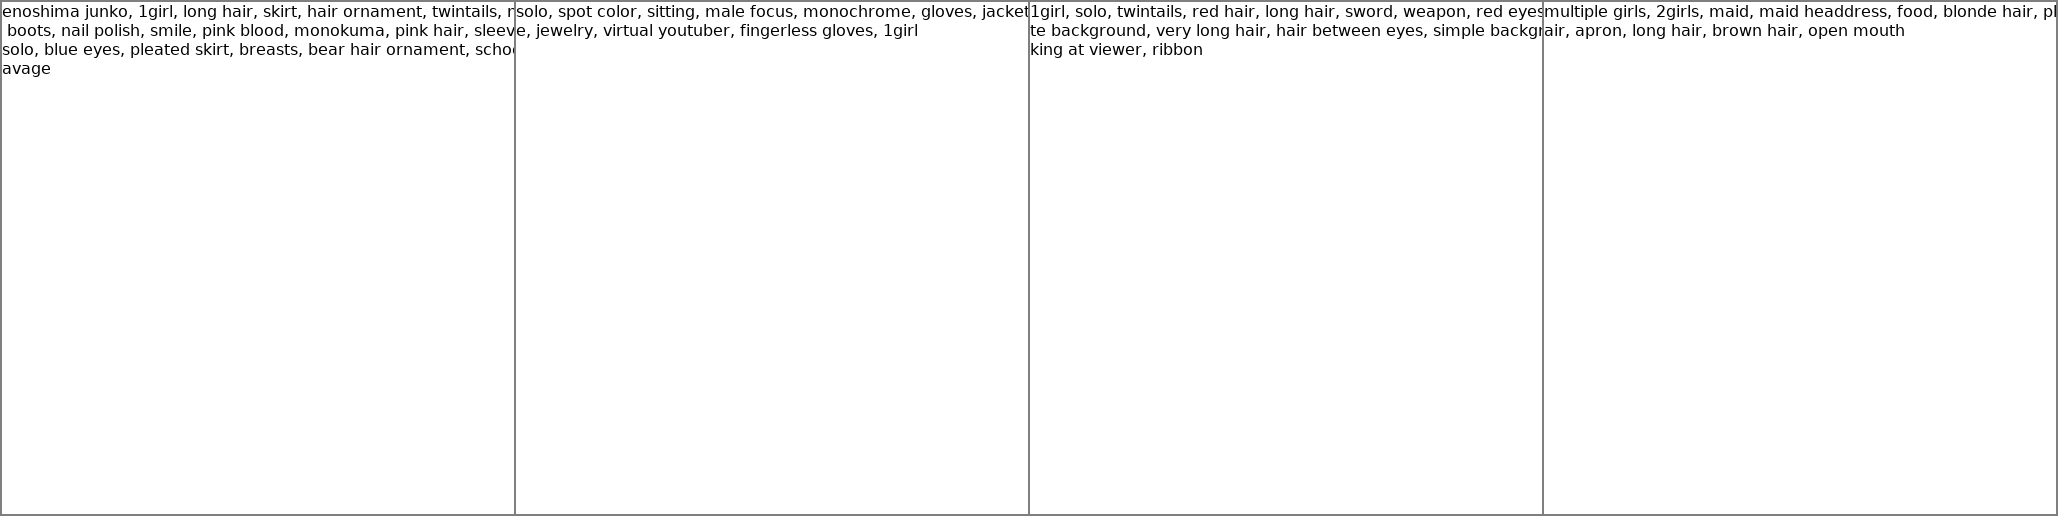 enoshima junko, 1girl, long hair, skirt, hair ornament, twintails, r
boots, nail polish, smile, pink blood, monokuma, pink hair, sleev
solo, blue eyes, pleated skirt, breasts, bear hair ornament, scho
avage
solo, spot color, sitting, male focus, monochrome, gloves, jacket
e, jewelry, virtual youtuber, fingerless gloves, 1girl
1girl, solo, twintails, red hair, long hair, sword, weapon, red eyes
te background, very long hair, hair between eyes, simple backgr
king at viewer, ribbon
multiple girls, 2girls, maid, maid headdress, food, blonde hair, pl
air, apron, long hair, brown hair, open mouth